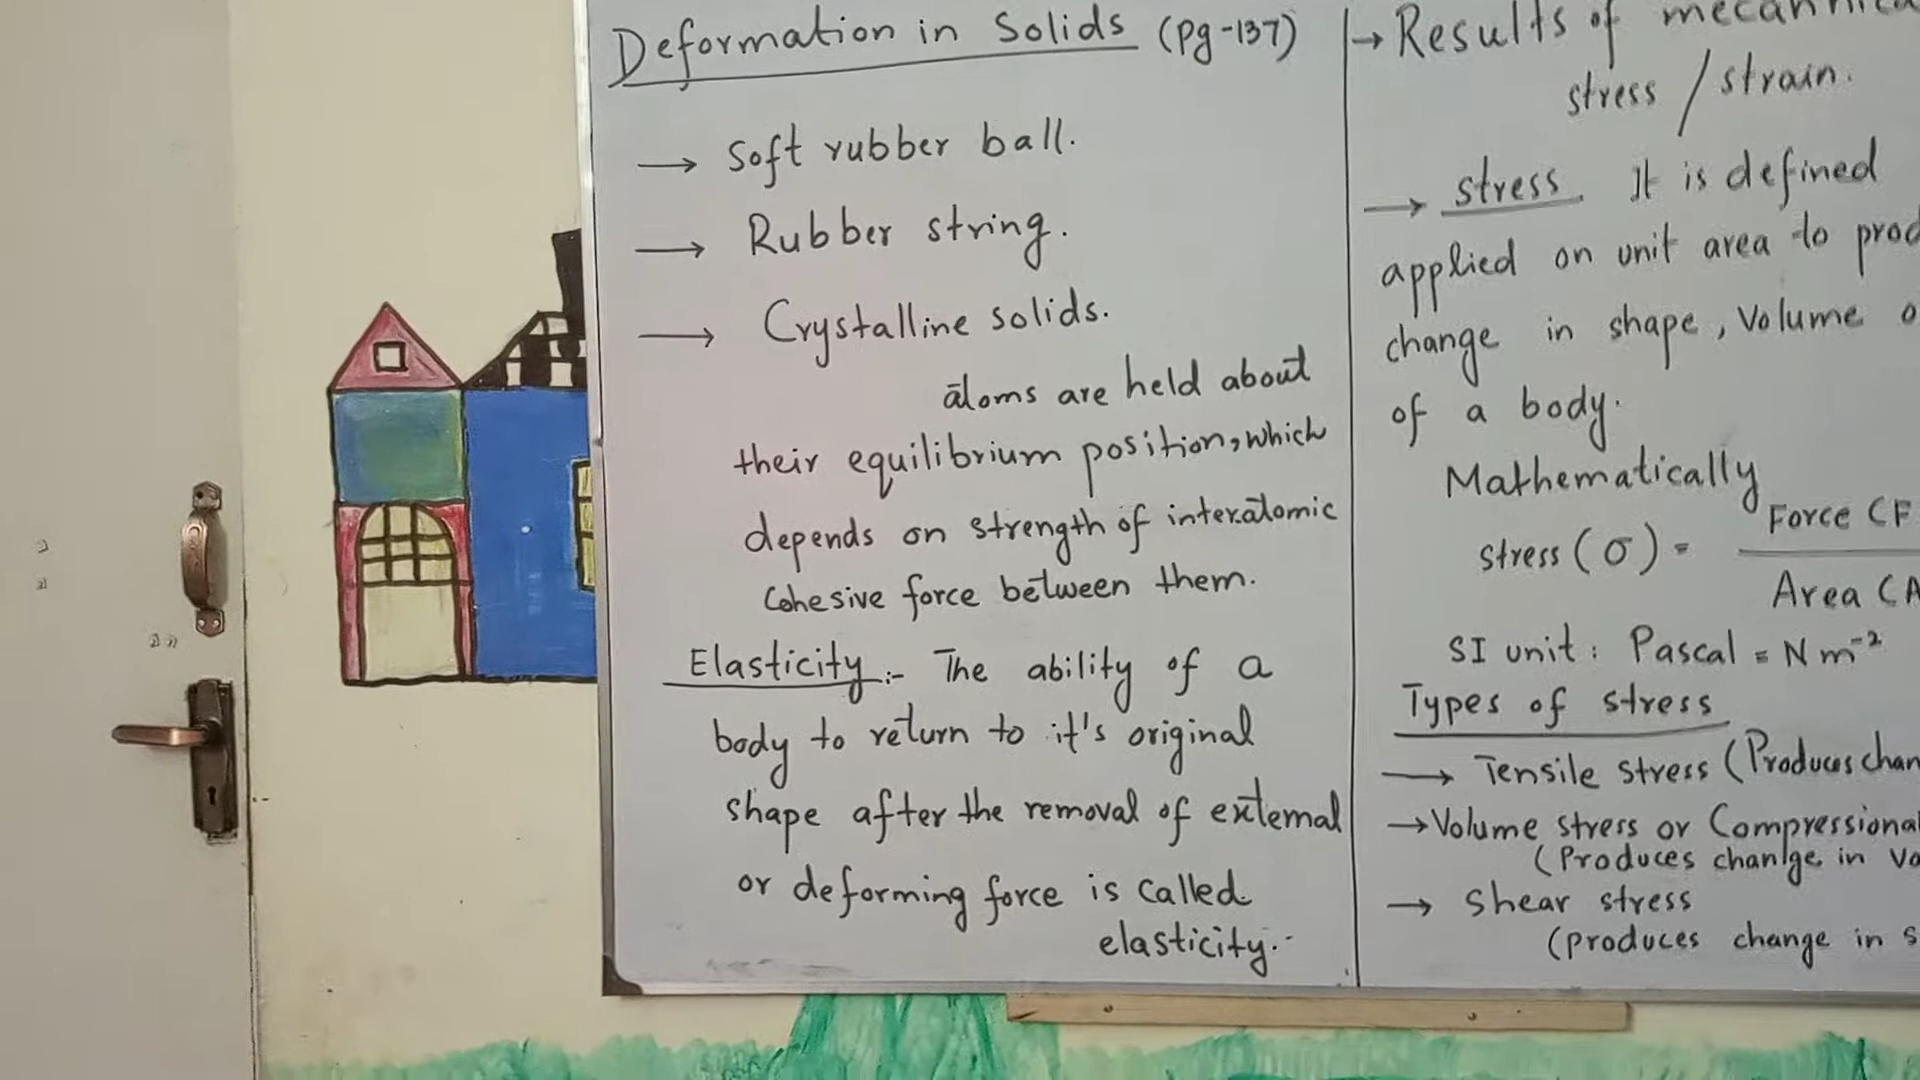 Deformation in Solids (pg-137)
→ Soft rubber ball.
→ Rubber string.
→ Crystalline solids.
atoms are held about
their equilibrium position, which
depends on strength of interatomic
Cohesive force between them.
Elasticity:- The ability of a
body to return to it's original
shape after the removal of external
or deforming force is called
elasticity.
→ Results of
stress / strain.
→ stress. It is defined
applied on unit area to
change in shape, Volume
of a body.
Mathematically
stress (σ) = Force (F
Area (A
SI unit: Pascal = N m⁻²
Types of stress
→ Tensile stress (Produces
→ Volume stress or Compressional
(Produces change in
→ Shear stress
(produces change in